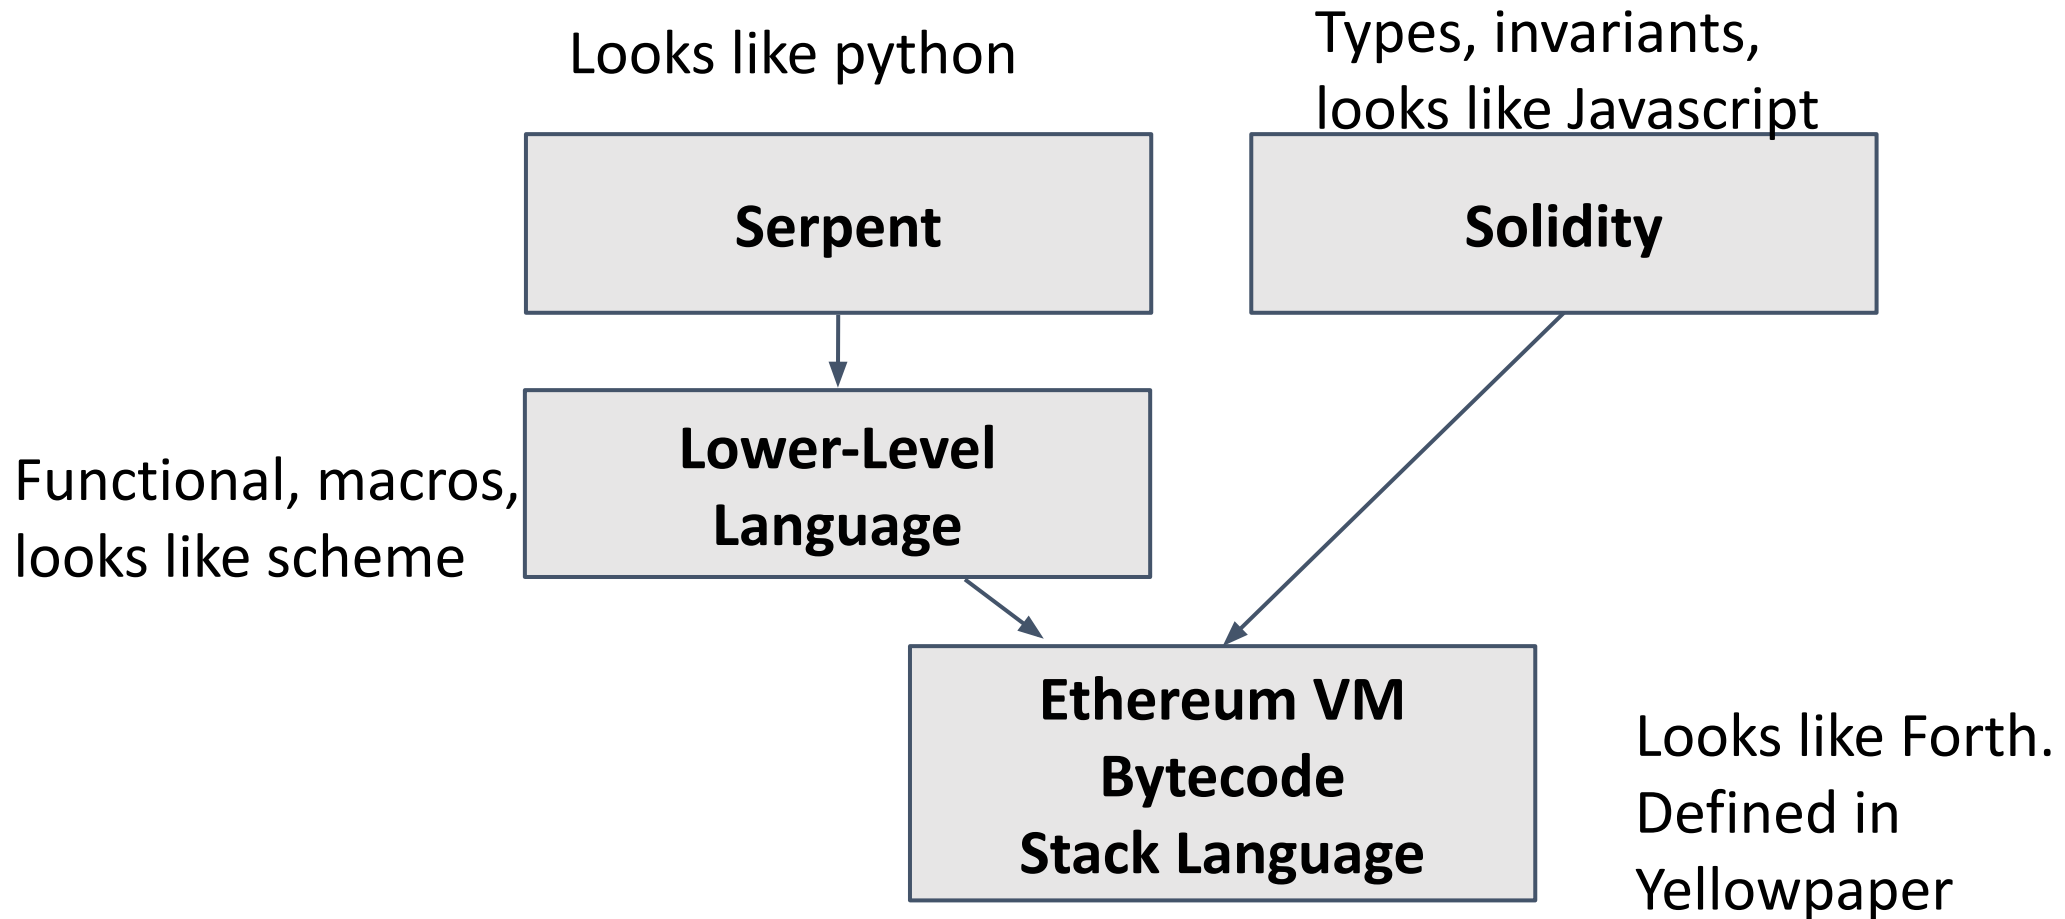 Looks like python
Types, invariants,
looks like Javascript
Serpent
Solidity
Functional, macros,
looks like scheme
Lower-Level
Language
Ethereum VM
Bytecode
Stack Language
Looks like Forth.
Defined in
Yellowpaper